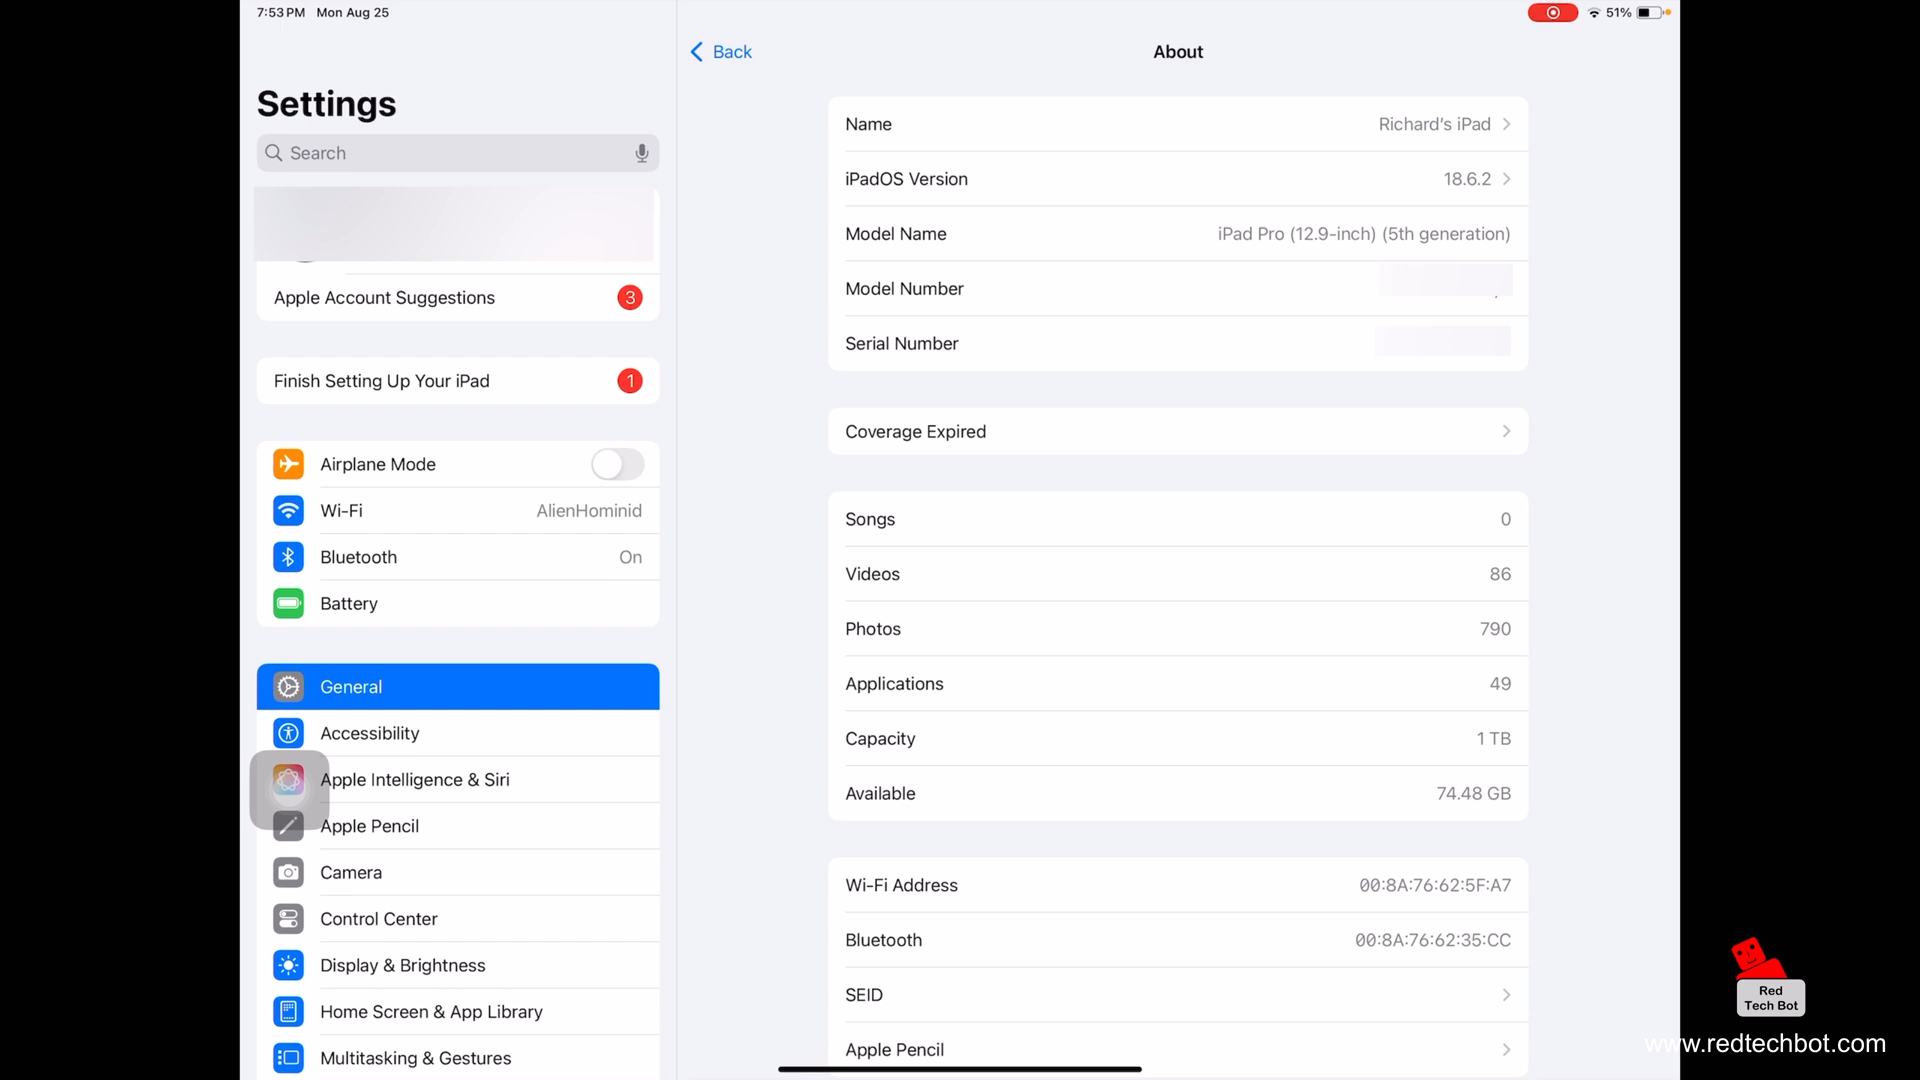 7:53 PM Mon Aug 25
51%
Settings
Search
Apple Account Suggestions 3
Finish Setting Up Your iPad 1
Airplane Mode
Wi-Fi AlienHominid
Bluetooth On
Battery
General
Accessibility
Apple Intelligence & Siri
Apple Pencil
Camera
Control Center
Display & Brightness
Home Screen & App Library
Multitasking & Gestures
Back
About
Name Richard's iPad
iPadOS Version 18.6.2
Model Name iPad Pro (12.9-inch) (5th generation)
Model Number
Serial Number
Coverage Expired
Songs 0
Videos 86
Photos 790
Applications 49
Capacity 1 TB
Available 74.48 GB
Wi-Fi Address 00:8A:76:62:5F:A7
Bluetooth 00:8A:76:62:35:CC
SEID
Apple Pencil
Red
Tech Bot
www.redtechbot.com